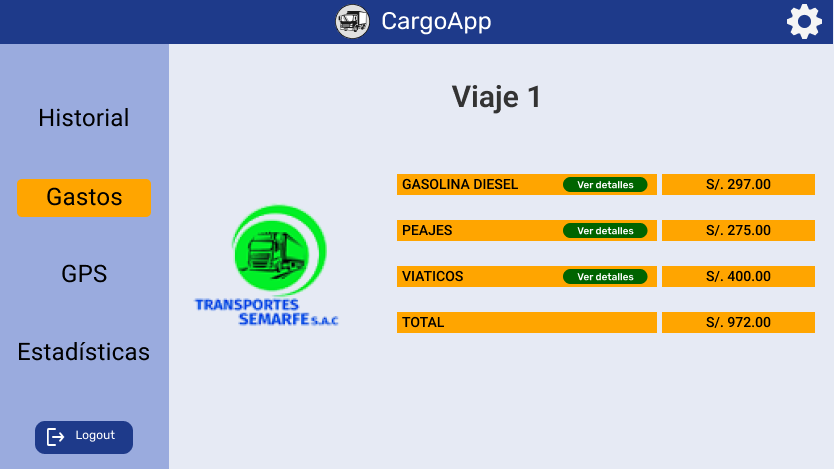 CargoApp
Historial
Gastos
GPS
Estadísticas
Logout
Viaje 1
TRANSPORTES
SEMARFE S.A.C
GASOLINA DIESEL Ver detalles S/. 297.00
PEAJES Ver detalles S/. 275.00
VIATICOS Ver detalles S/. 400.00
TOTAL S/. 972.00